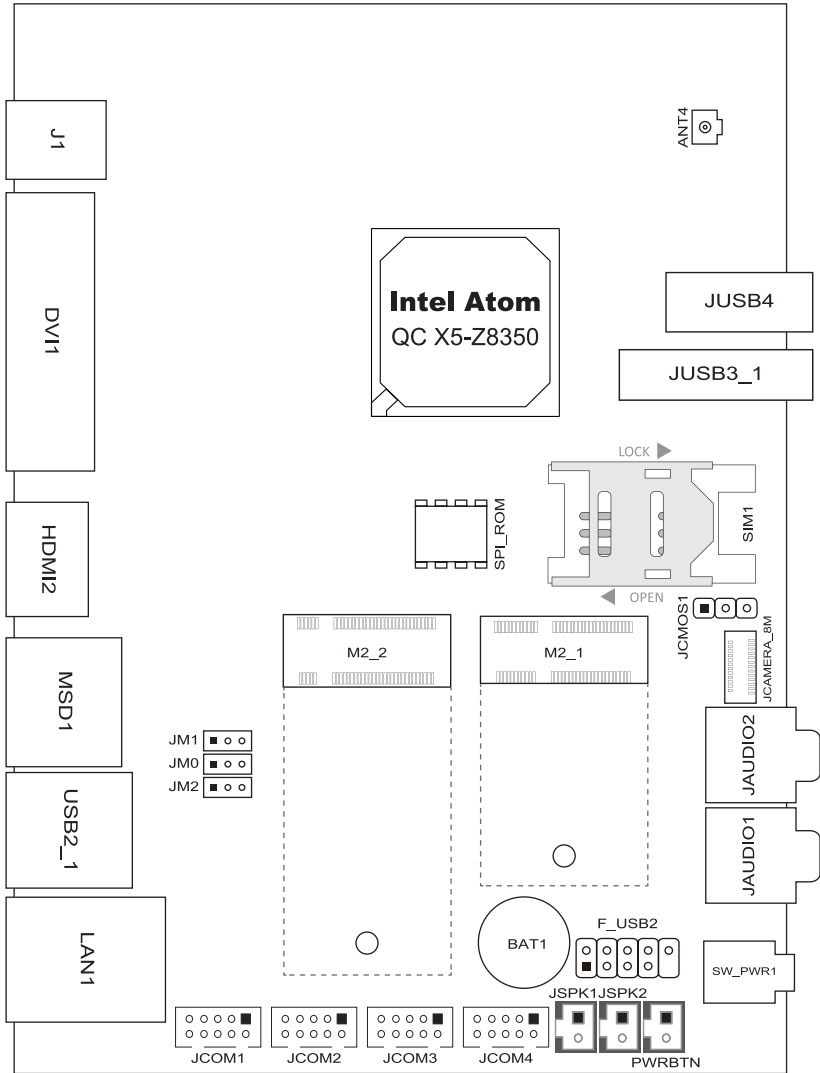 J1
ANT4
DVI1
Intel Atom
QC X5-Z8350
JUSB4
JUSB3_1
LOCK
SIM1
OPEN
HDMI2
SPI_ROM
JCMOS1
JCAMERA_8M
M2_2
M2_1
MSD1
JM1
JM0
JM2
JAUDIO2
USB2_1
JAUDIO1
LAN1
BAT1
F_USB2
SW_PWR1
JSPK1
JSPK2
JCOM1
JCOM2
JCOM3
JCOM4
PWRBTN